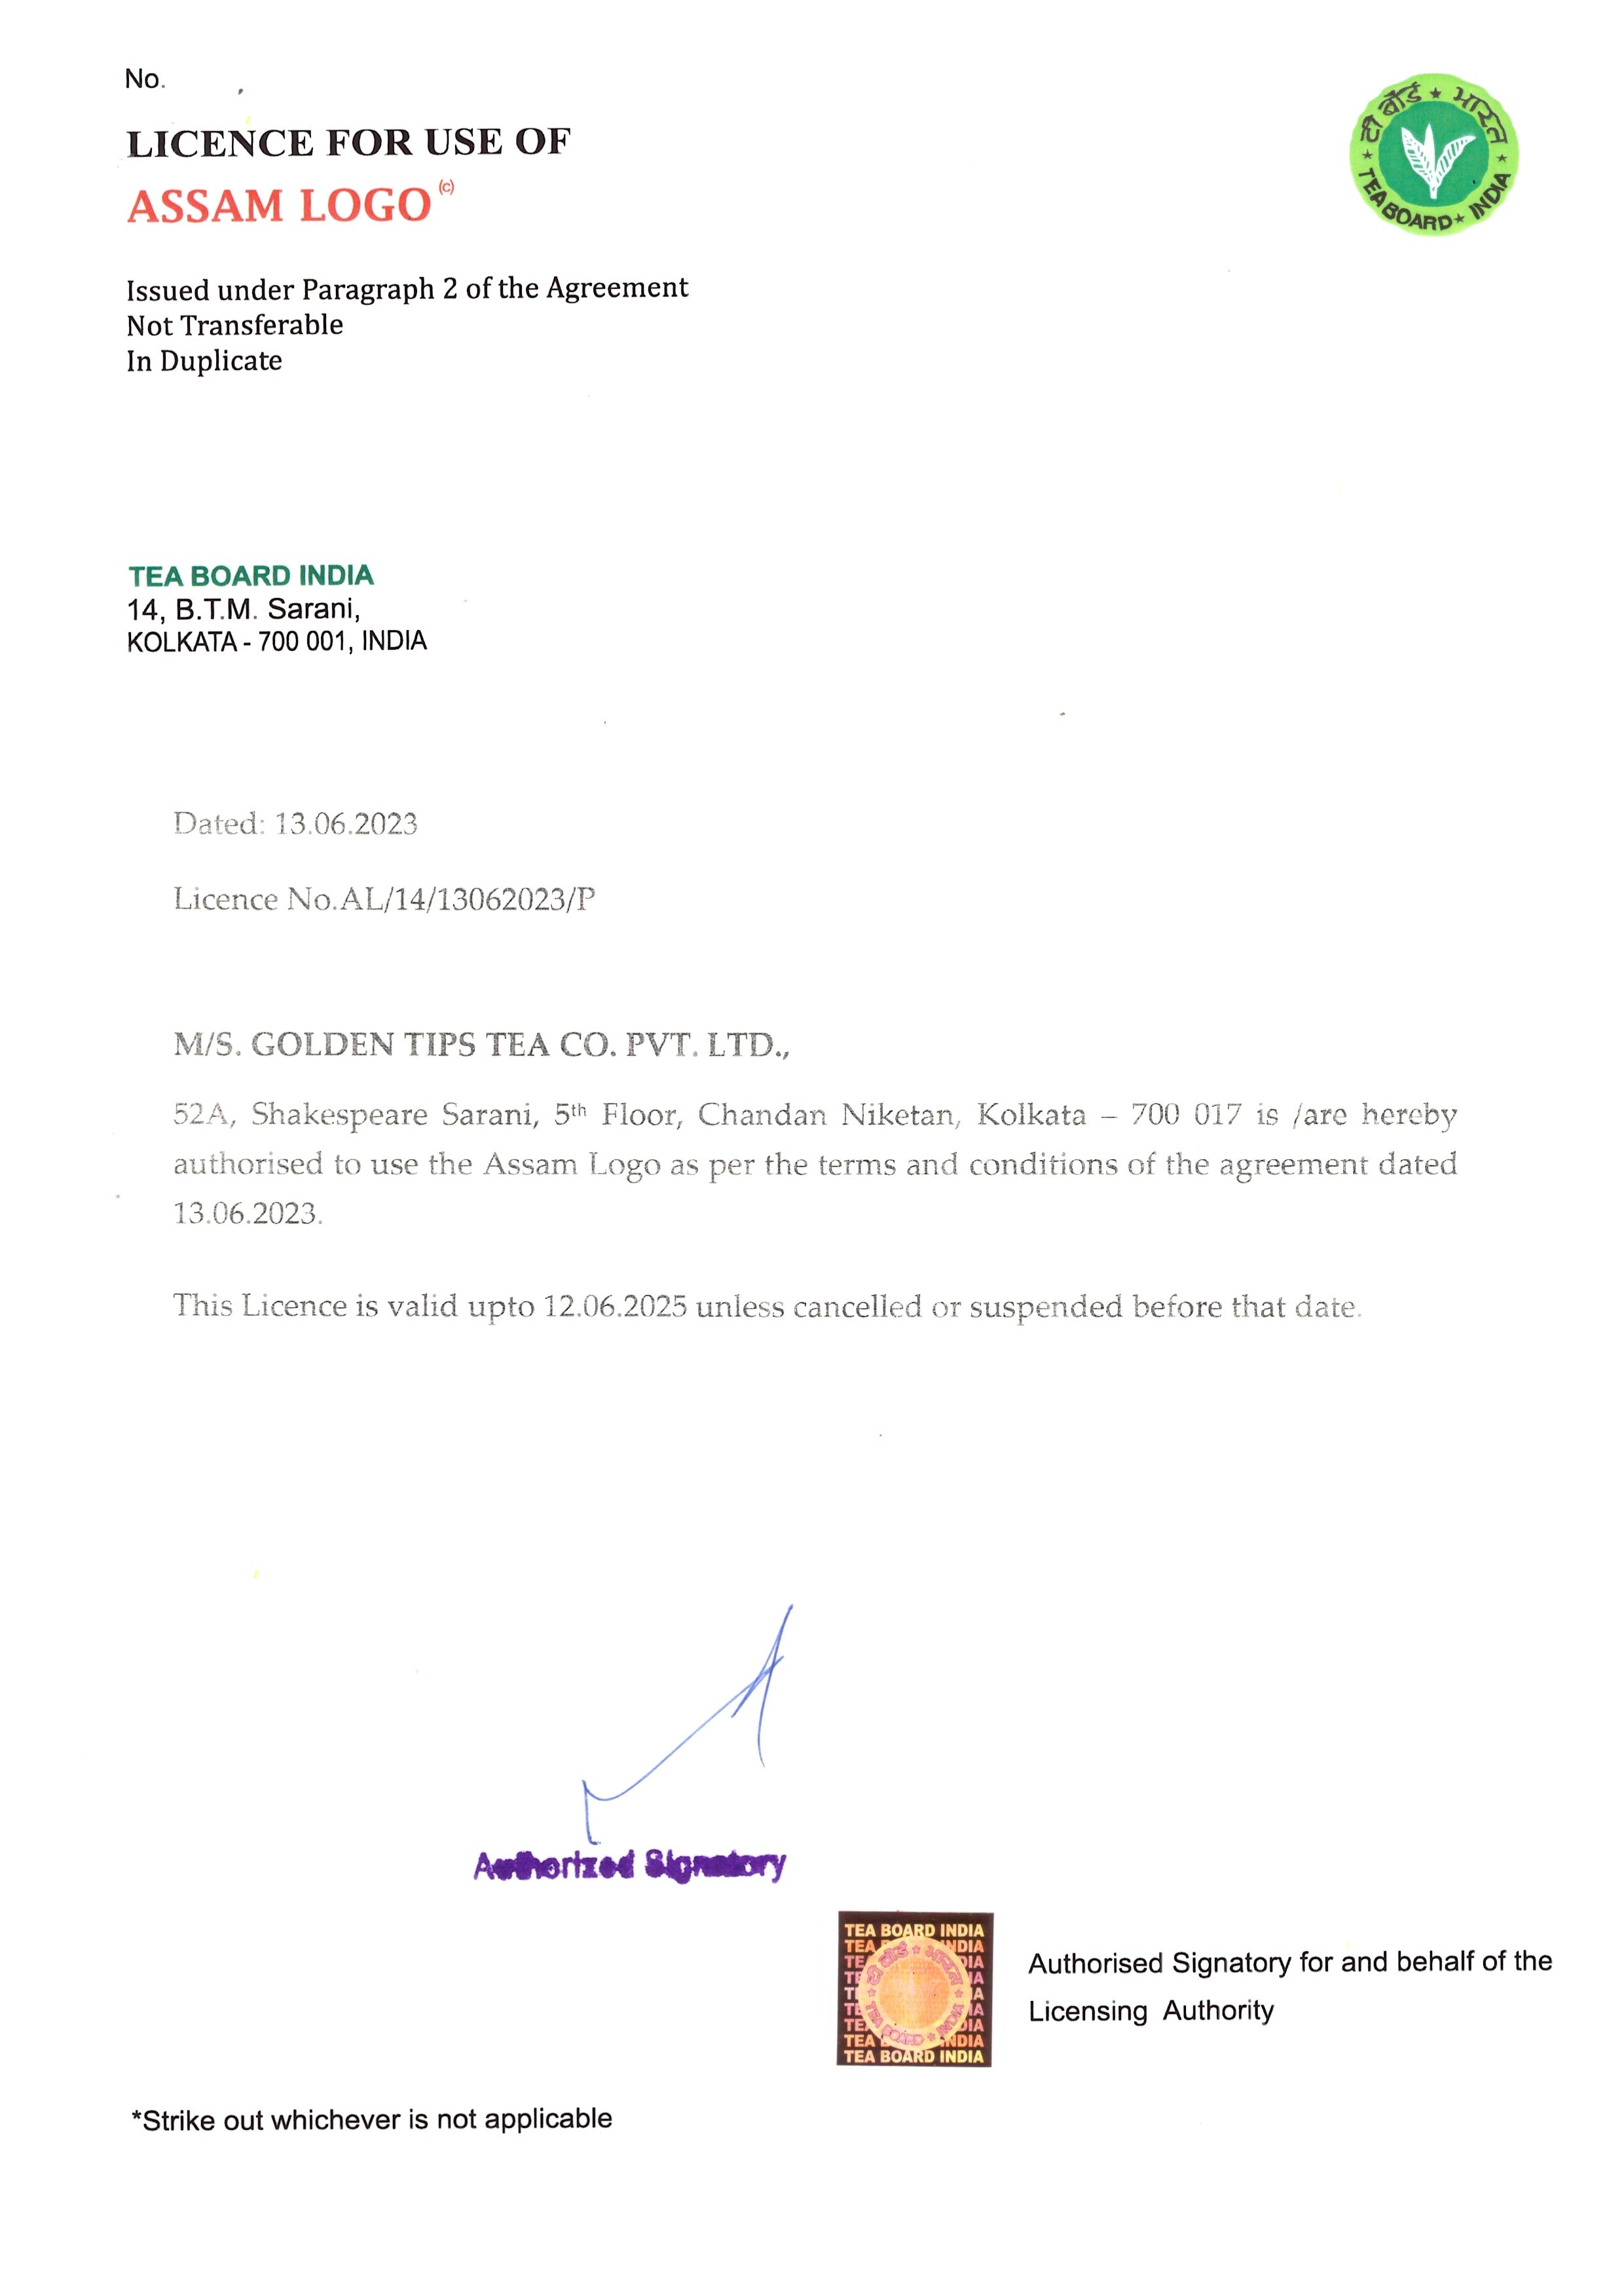 No.
LICENCE FOR USE OF
ASSAM LOGO (c)
टी बोर्ड ★ भारत
★ TEA BOARD ★ INDIA ★
Issued under Paragraph 2 of the Agreement
Not Transferable
In Duplicate
TEA BOARD INDIA
14, B.T.M. Sarani,
KOLKATA - 700 001, INDIA
Dated: 13.06.2023
Licence No.AL/14/13062023/P
M/S. GOLDEN TIPS TEA CO. PVT. LTD.,
52A, Shakespeare Sarani, 5th Floor, Chandan Niketan, Kolkata – 700 017 is /are hereby
authorised to use the Assam Logo as per the terms and conditions of the agreement dated
13.06.2023.
This Licence is valid upto 12.06.2025 unless cancelled or suspended before that date.
Authorized Signatory
TEA BOARD INDIA
टी बोर्ड ★ भारत
★ TEA BOARD ★ INDIA ★
TEA BOARD INDIA
Authorised Signatory for and behalf of the
Licensing Authority
*Strike out whichever is not applicable